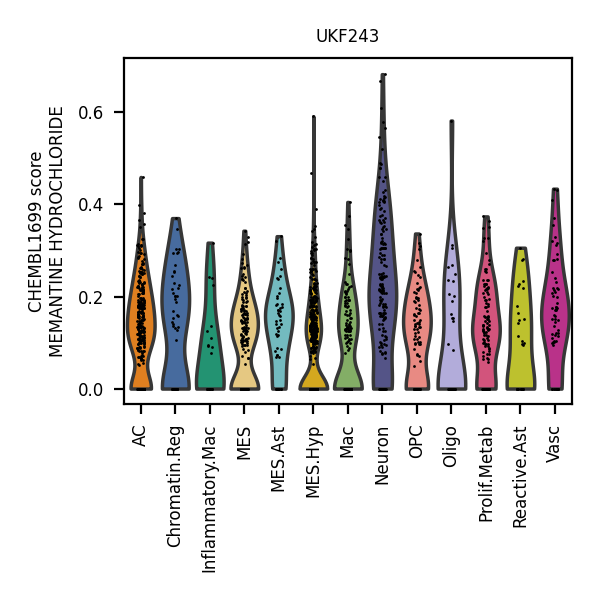 UKF243
CHEMBL1699 score
MEMANTINE HYDROCHLORIDE
0.6
0.4
0.2
0.0
AC
Chromatin.Reg
Inflammatory.Mac
MES
MES.Ast
MES.Hyp
Mac
Neuron
OPC
Oligo
Prolif.Metab
Reactive.Ast
Vasc